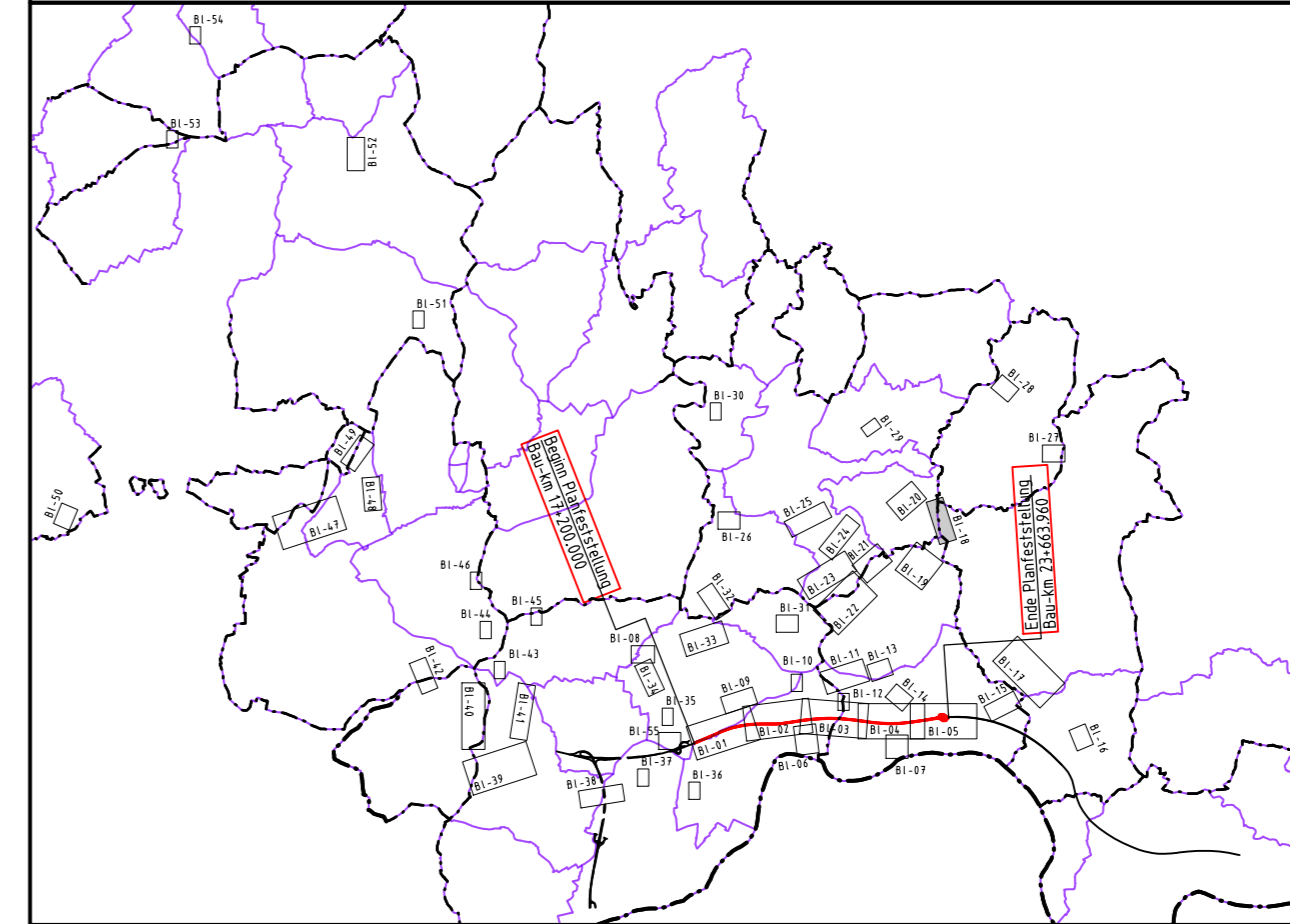 Bl-54
Bl-53
Bl-52
Bl-51
Bl-28
Bl-30
Bl-29
Bl-27
Bl-49
Bl-48
Bl-47
Bl-50
Beginn Planfeststellung
Bau-km 17+200.000
Ende Planfeststellung
Bau-km 23+663.960
Bl-20
Bl-25
Bl-18
Bl-26
Bl-24
Bl-21
Bl-19
Bl-23
Bl-22
Bl-46
Bl-45
Bl-44
Bl-32
Bl-31
Bl-33
Bl-08
Bl-43
Bl-42
Bl-34
Bl-10
Bl-11
Bl-13
Bl-17
Bl-09
Bl-12
Bl-14
Bl-15
Bl-40
Bl-41
Bl-35
Bl-55
Bl-01
Bl-02
Bl-03
Bl-04
Bl-05
Bl-16
Bl-06
Bl-07
Bl-39
Bl-38
Bl-37
Bl-36